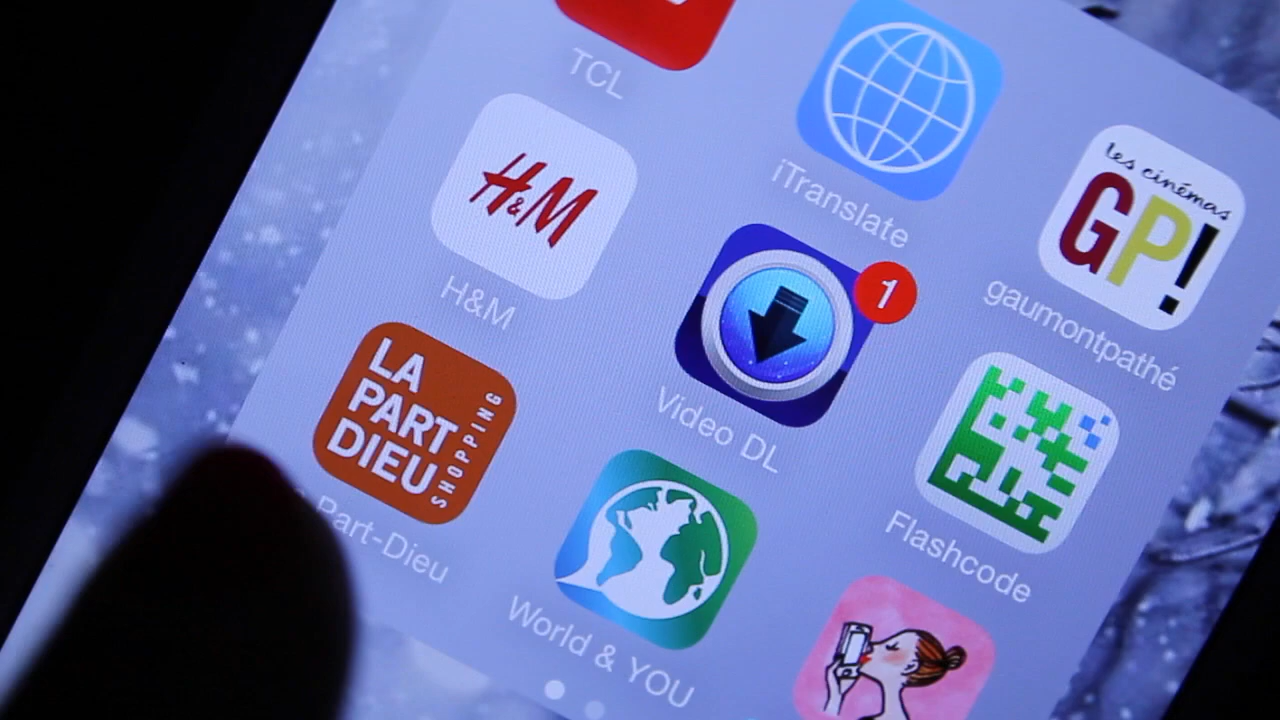 TCL
iTranslate
les cinémas
GP!
gaumontpathé
H&M
H&M
1
Video DL
Flashcode
LA
PART
DIEU
SHOPPING
Part-Dieu
World & YOU